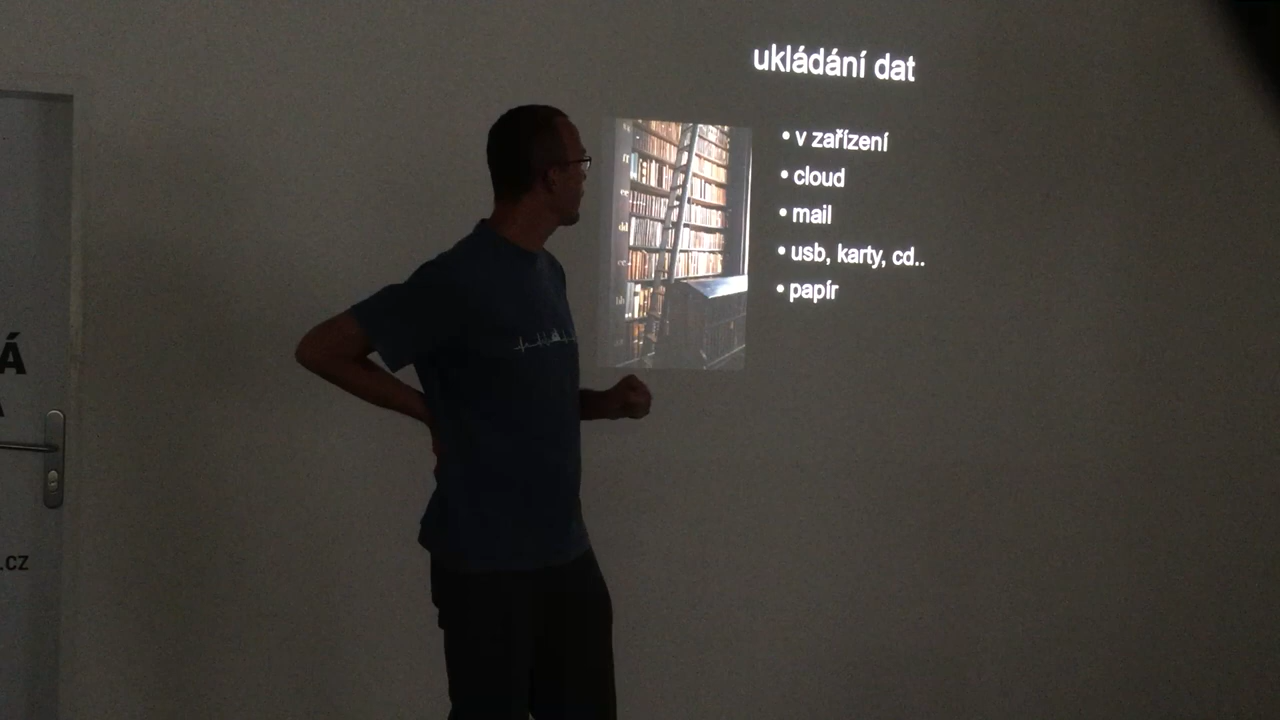 ukládání dat
• v zařízení
• cloud
• mail
• usb, karty, cd..
• papír
Á
A
.cz